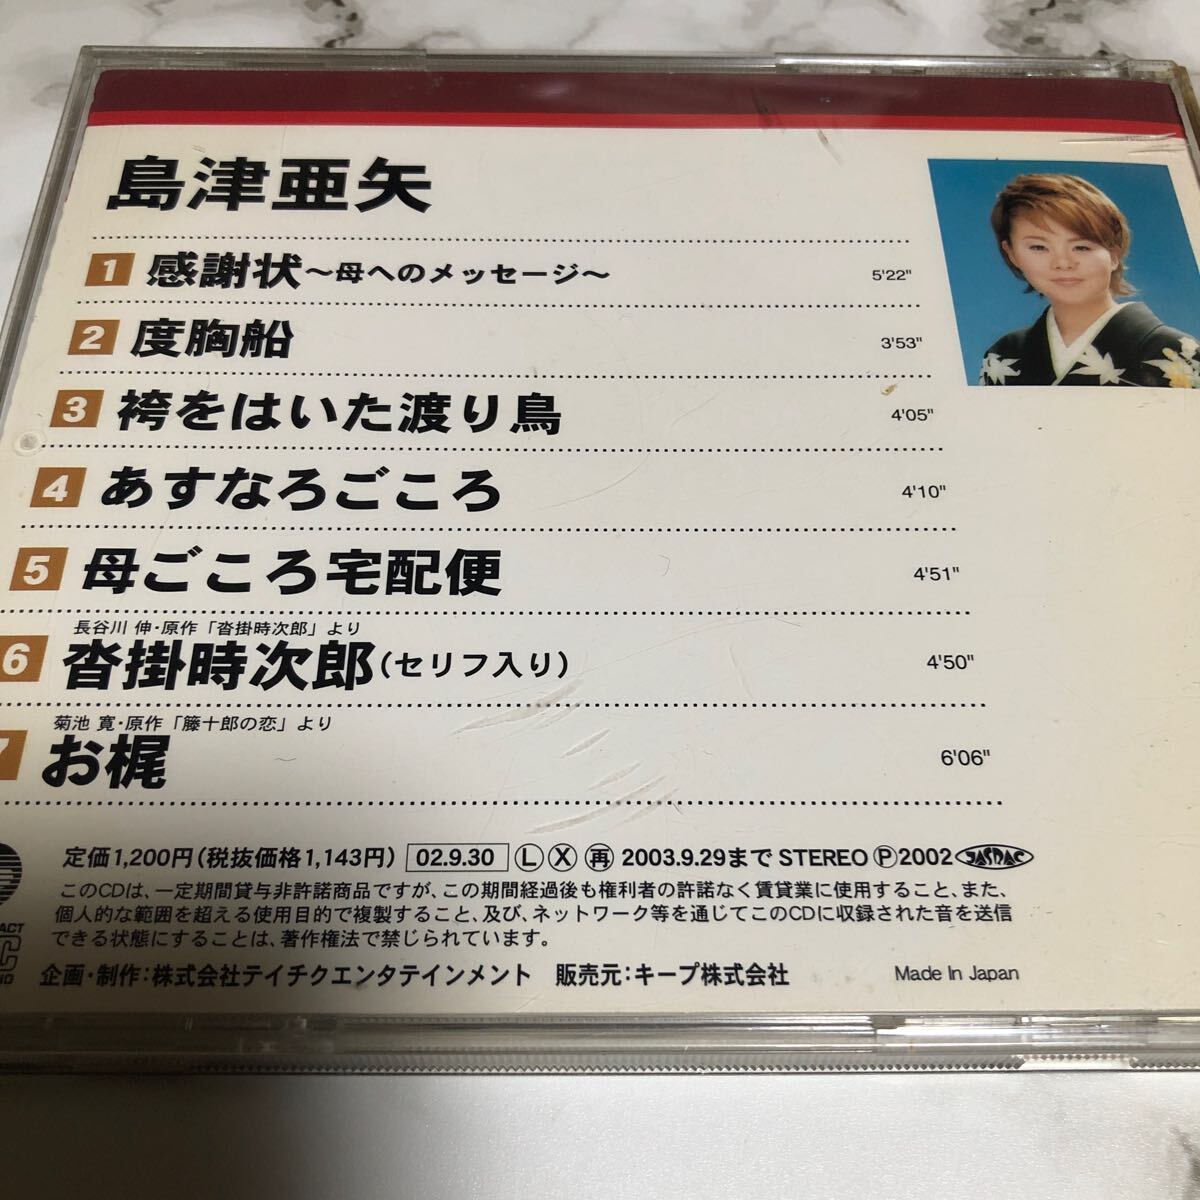 島津亜矢
1 感謝状～母へのメッセージ～ 5'22"
2 度胸船 3'53"
3 袴をはいた渡り鳥 4'05"
4 あすなろごころ 4'10"
5 母ごころ宅配便 4'51"
長谷川 伸・原作「沓掛時次郎」より
6 沓掛時次郎(セリフ入り) 4'50"
菊池 寛・原作「籐十郎の恋」より
7 お梶 6'06"
定価1,200円(税抜価格1,143円) 02.9.30 Ⓛ Ⓧ 再 2003.9.29まで STEREO Ⓟ2002 JASRAC
このCDは、一定期間貸与非許諾商品ですが、この期間経過後も権利者の許諾なく賃貸業に使用すること、また、
個人的な範囲を超える使用目的で複製すること、及び、ネットワーク等を通じてこのCDに収録された音を送信
できる状態にすることは、著作権法で禁じられています。
企画・制作：株式会社テイチクエンタテインメント 販売元：キープ株式会社 Made In Japan